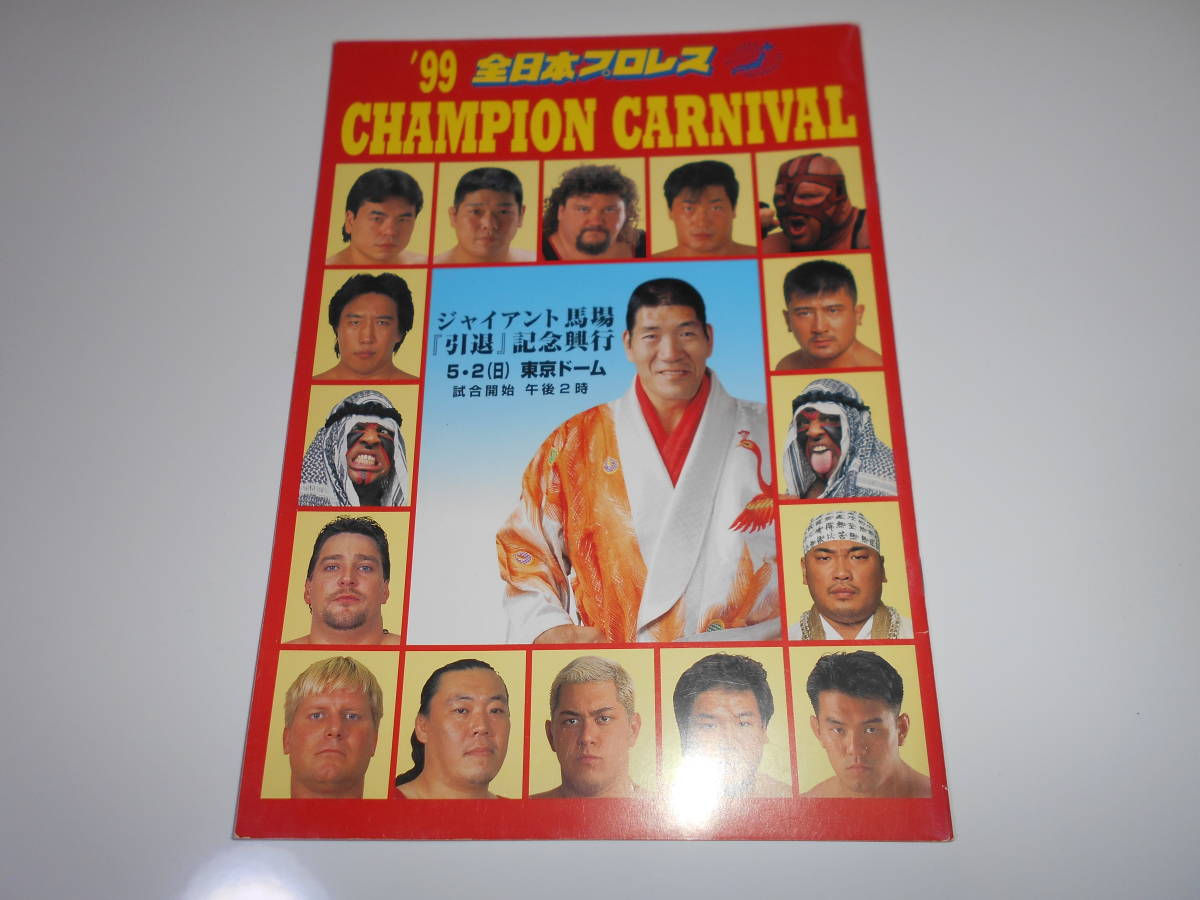 '99 全日本プロレス
CHAMPION CARNIVAL
ジャイアント馬場
『引退』記念興行
5・2(日) 東京ドーム
試合開始 午後2時